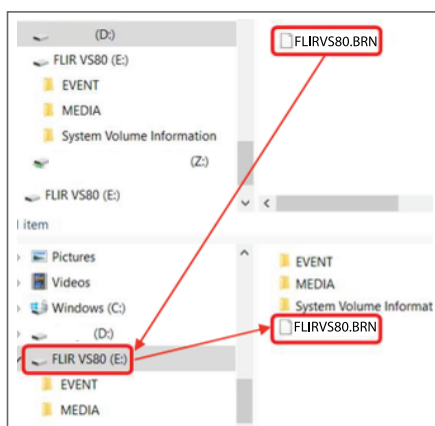 (D:)
FLIR VS80 (E:)
EVENT
MEDIA
System Volume Information
(Z:)
FLIR VS80 (E:)
FLIRVS80.BRN
item
Pictures
Videos
Windows (C:)
(D:)
FLIR VS80 (E:)
EVENT
MEDIA
EVENT
MEDIA
System Volume Informat
FLIRVS80.BRN